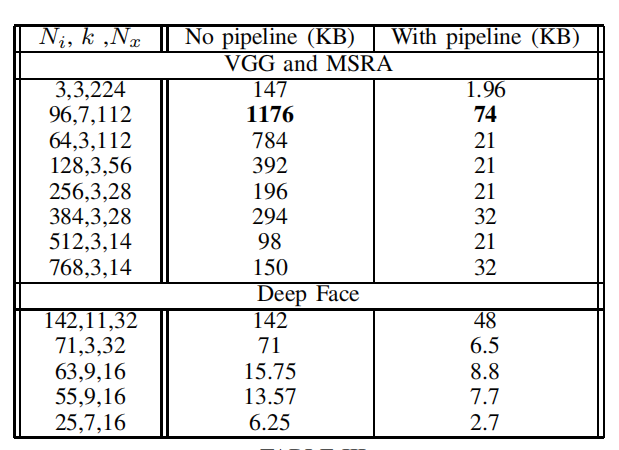 Nᵢ, k ,Nₓ No pipeline (KB) With pipeline (KB)
VGG and MSRA
3,3,224 147 1.96
96,7,112 1176 74
64,3,112 784 21
128,3,56 392 21
256,3,28 196 21
384,3,28 294 32
512,3,14 98 21
768,3,14 150 32
Deep Face
142,11,32 142 48
71,3,32 71 6.5
63,9,16 15.75 8.8
55,9,16 13.57 7.7
25,7,16 6.25 2.7